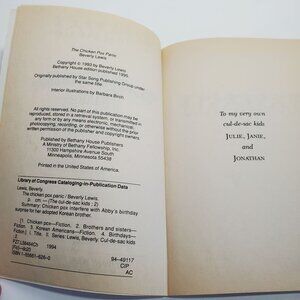 The Chicken Pox Panic
Beverly Lewis
Copyright © 1993 by Beverly Lewis
Bethany House edition published 1995.
Originally published by Star Song Publishing Group under
the same title.
Interior illustrations by Barbara Birch
All rights reserved. No part of this publication may be
reproduced, stored in a retrieval system, or transmitted in
any form or by any means electronic, mechanical,
photocopying, recording, or otherwise without the prior
written permission of the publisher and copyright owners.
Published by Bethany House Publishers
A Ministry of Bethany Fellowship, Inc.
11300 Hampshire Avenue South
Minneapolis, Minnesota 55438
Printed in the United States of America.
Library of Congress Cataloging-in-Publication Data
Lewis, Beverly.
The chicken pox panic / Beverly Lewis.
p. cm — (The cul-de-sac kids ; 2)
Summary: Chicken pox interfere with Abby's birthday
surprise for her adopted Korean brother.
[1. Chicken pox—Fiction. 2. Brothers and sisters—
Fiction. 3. Korean Americans—Fiction. 4. Birthdays—
Fiction.] I. Title. II. Series: Lewis, Beverly. Cul-de-sac kids
1994
[Fic]—dc20
94-49117
CIP
AC
To my very own
cul-de-sac kids
JULIE, JANIE,
and
JONATHAN